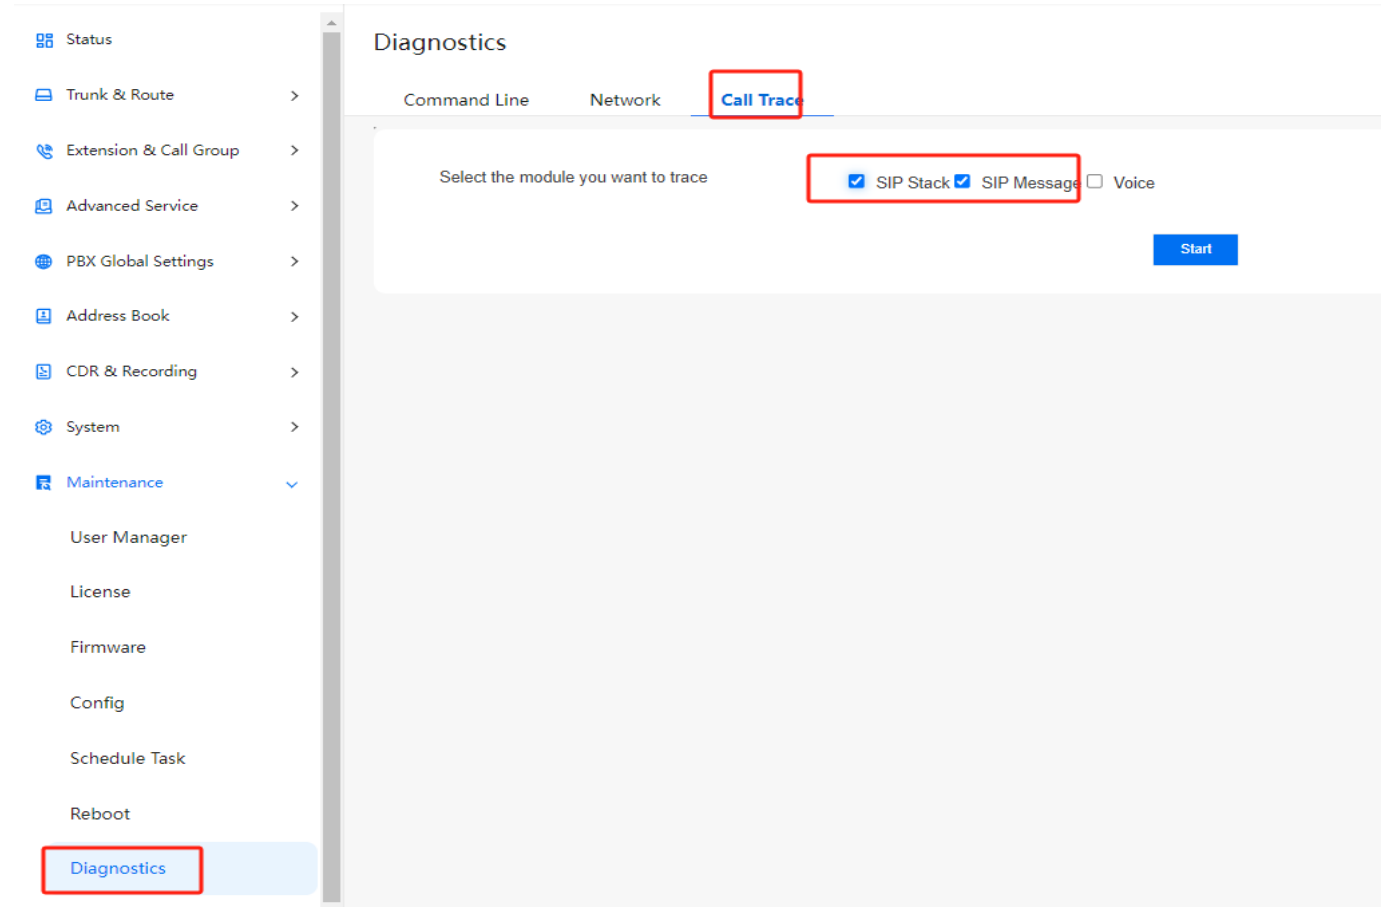 Status
Trunk & Route
Extension & Call Group
Advanced Service
PBX Global Settings
Address Book
CDR & Recording
System
Maintenance
User Manager
License
Firmware
Config
Schedule Task
Reboot
Diagnostics
Diagnostics
Command Line Network Call Trace
Select the module you want to trace SIP Stack SIP Message Voice
Start